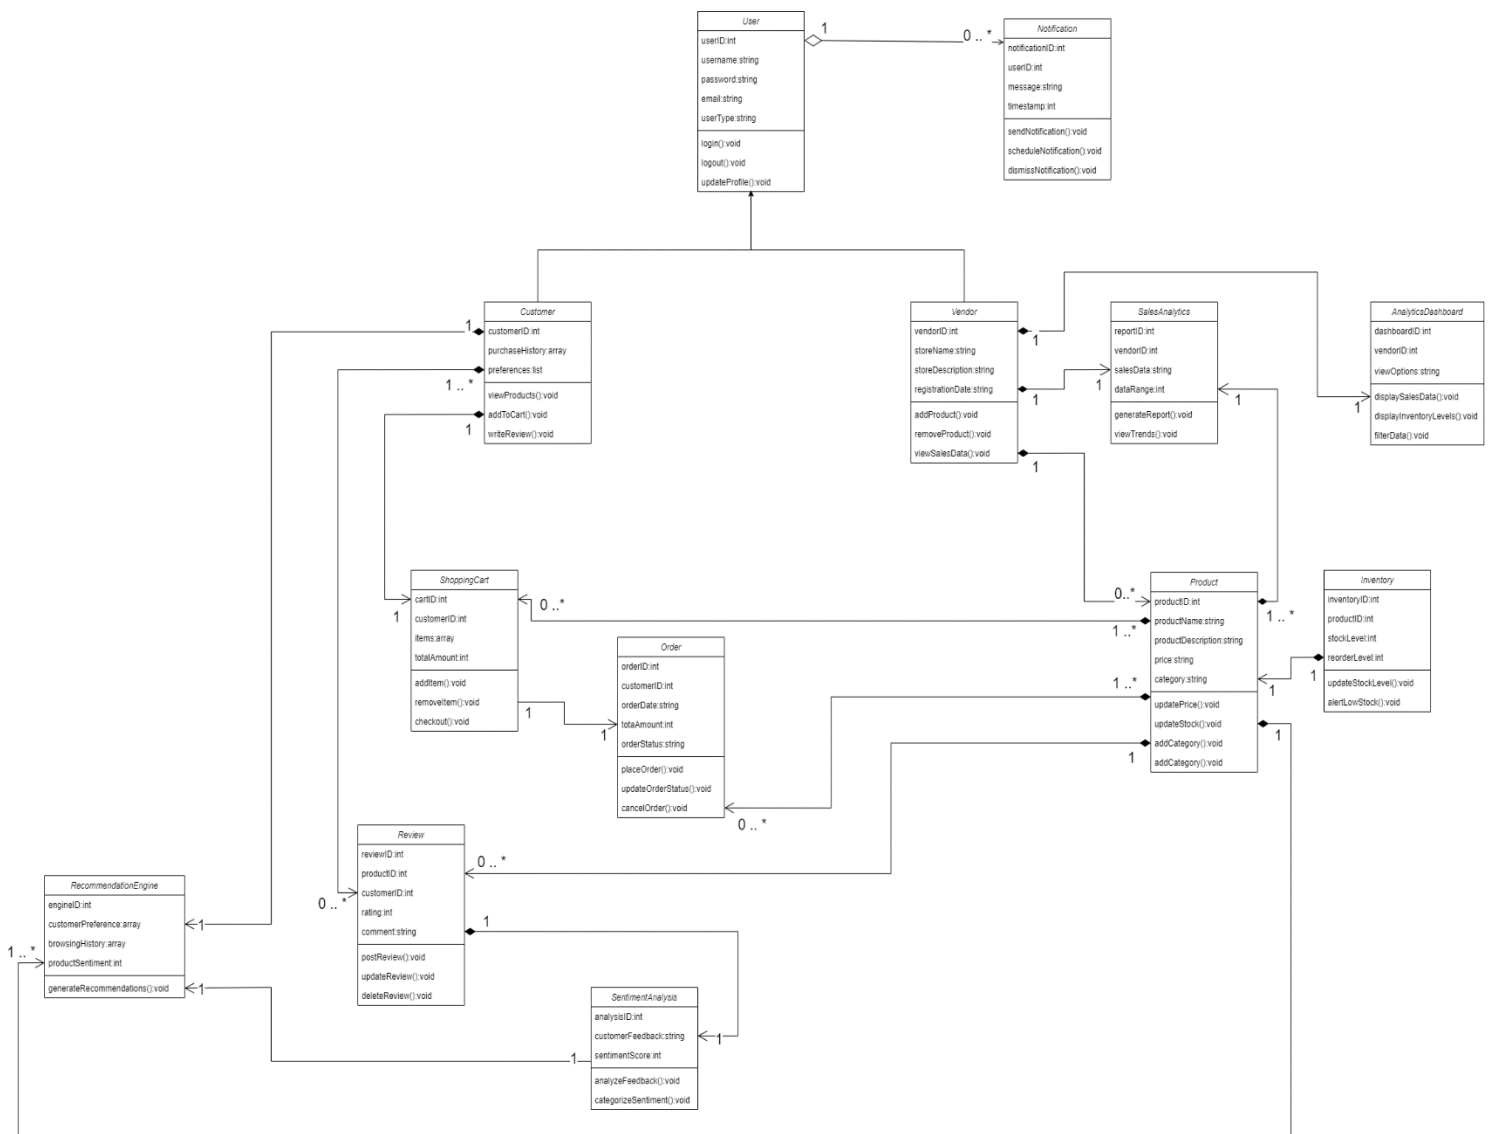 User
userID:int
username:string
password:string
email:string
userType:string
login():void
logout():void
updateProfile():void
1
0 .. *
Notification
notificationID:int
userID:int
message:string
timestamp:int
sendNotification():void
scheduleNotification():void
dismissNotification():void
Customer
customerID:int
purchaseHistory:array
preferences:list
viewProducts():void
addToCart():void
writeReview():void
1
1 .. *
1
Vendor
vendorID:int
storeName:string
storeDescription:string
registrationDate:string
addProduct():void
removeProduct():void
viewSalesData():void
1
1
1
SalesAnalytics
reportID:int
vendorID:int
salesData:string
dataRange:int
generateReport():void
viewTrends():void
1
1
AnalyticsDashboard
dashboardID:int
vendorID:int
viewOptions:string
displaySalesData():void
displayInventoryLevels():void
filterData():void
1
ShoppingCart
cartID:int
customerID:int
items:array
totalAmount:int
addItem():void
removeItem():void
checkout():void
1
0 ..*
1
Order
orderID:int
customerID:int
orderDate:string
totaAmount:int
orderStatus:string
placeOrder():void
updateOrderStatus():void
cancelOrder():void
1
0 .. *
Product
productID:int
productName:string
productDescription:string
price:string
category:string
updatePrice():void
updateStock():void
addCategory():void
addCategory():void
0.. *
1 .. *
1.. *
1 .. *
1
1
1
Inventory
inventoryID:int
productID:int
stockLevel:int
reorderLevel:int
updateStockLevel():void
alertLowStock():void
1
Review
reviewID:int
productID:int
customerID:int
rating:int
comment:string
postReview():void
updateReview():void
deleteReview():void
0 .. *
0 .. *
1
RecommendationEngine
engineID:int
customerPreference:array
browsingHistory:array
productSentiment:int
generateRecommendations():void
1
1 .. *
1
SentimentAnalysis
analysisID:int
customerFeedback:string
sentimentScore:int
analyzeFeedback():void
categorizeSentiment():void
1
1